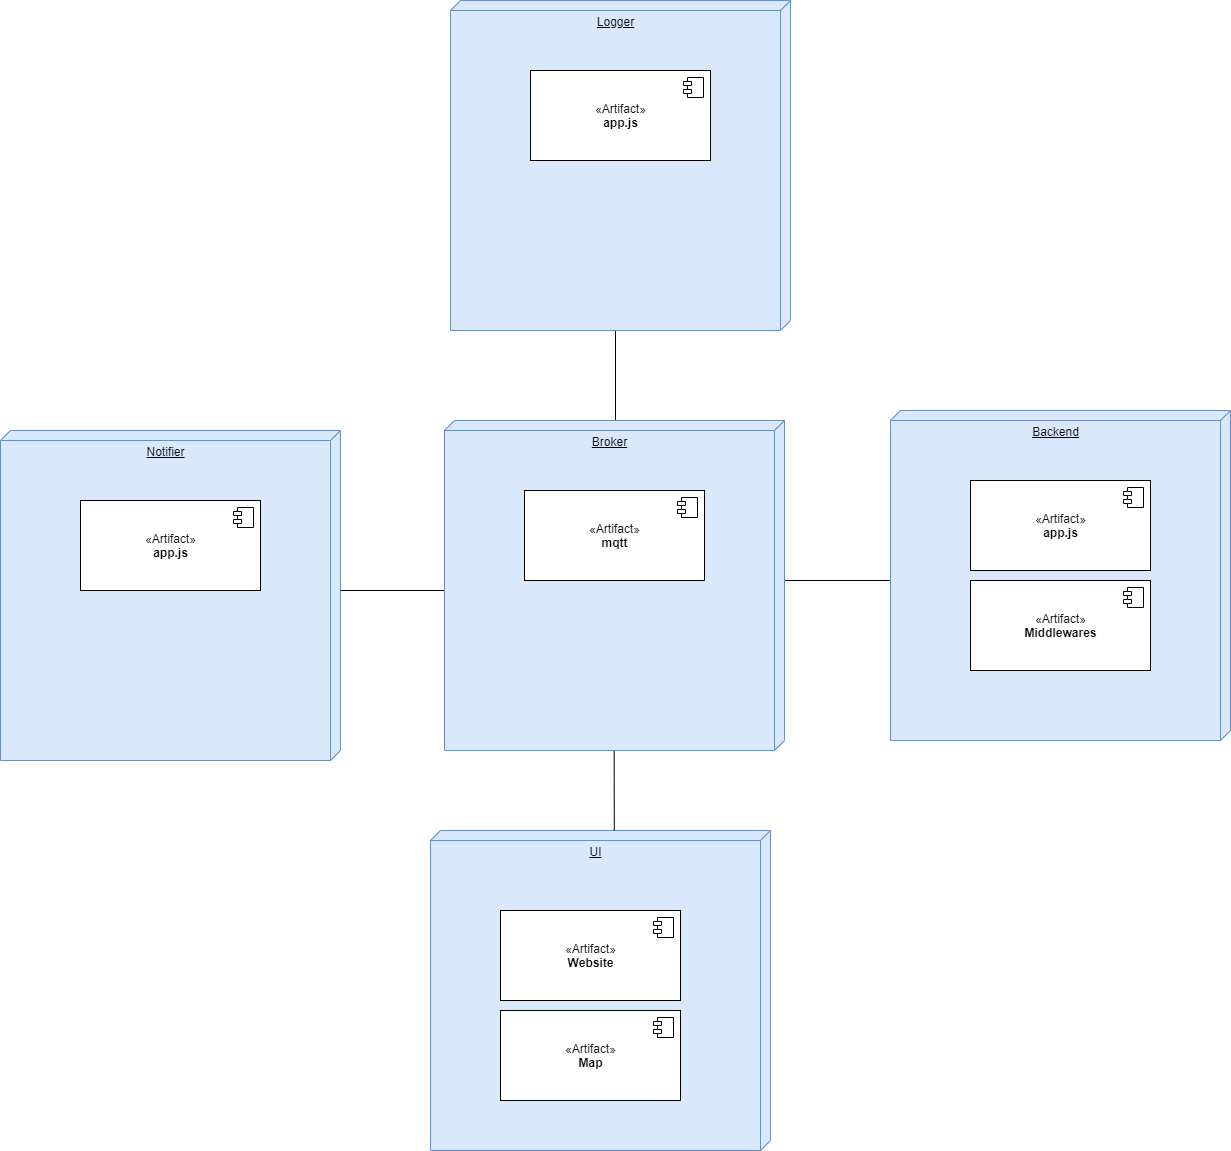 Logger
«Artifact»
app.js
Notifier
«Artifact»
app.js
Broker
«Artifact»
mqtt
Backend
«Artifact»
app.js
«Artifact»
Middlewares
UI
«Artifact»
Website
«Artifact»
Map